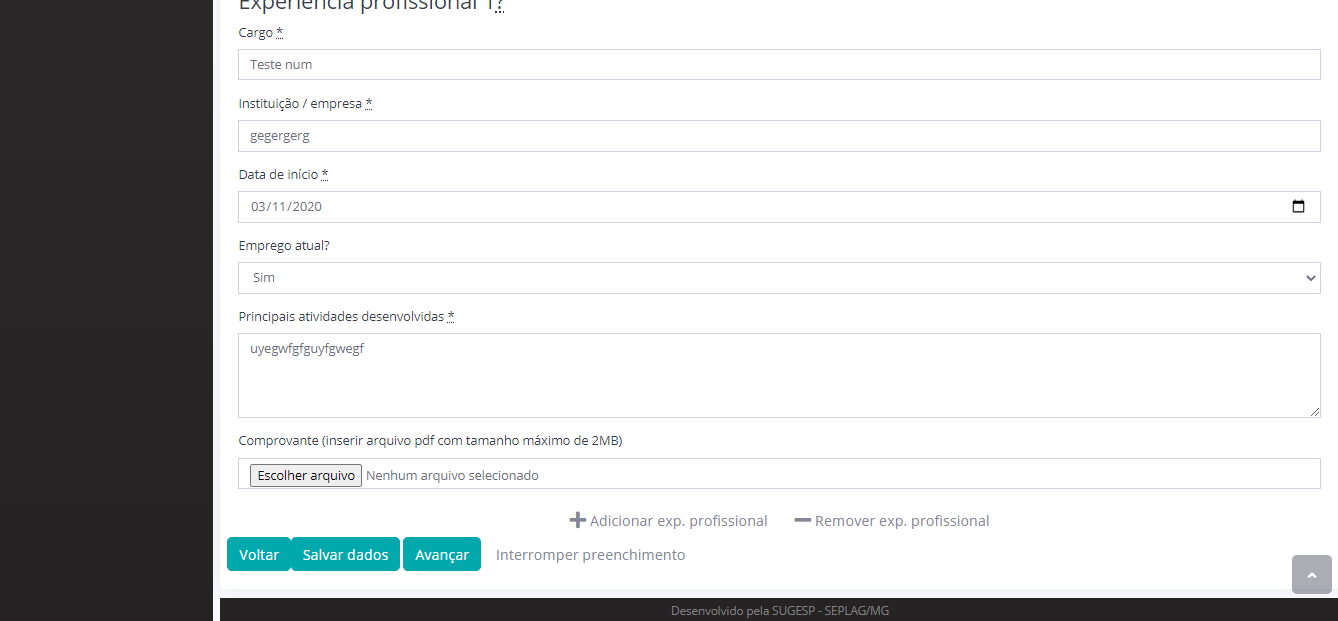 Experiência profissional 1?
Cargo *
Teste num
Instituição / empresa *
gegergerg
Data de início *
03/11/2020
Emprego atual?
Sim
Principais atividades desenvolvidas *
uyegwfgfguyfgwegf
Comprovante (inserir arquivo pdf com tamanho máximo de 2MB)
Escolher arquivo Nenhum arquivo selecionado
Adicionar exp. profissional Remover exp. profissional
Voltar Salvar dados Avançar Interromper preenchimento
Desenvolvido pela SUGESP - SEPLAG/MG